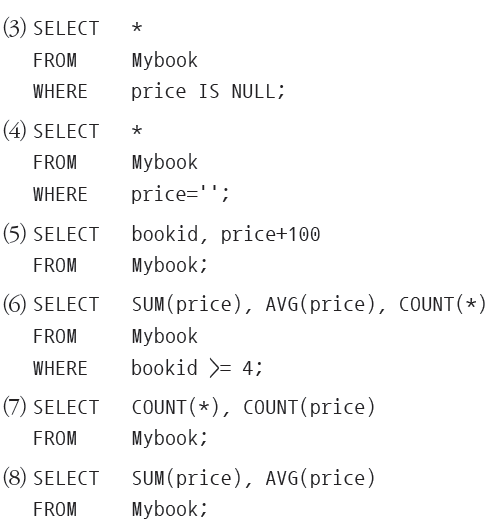 (3) SELECT *
FROM Mybook
WHERE price IS NULL;
(4) SELECT *
FROM Mybook
WHERE price='';
(5) SELECT bookid, price+100
FROM Mybook;
(6) SELECT SUM(price), AVG(price), COUNT(*)
FROM Mybook
WHERE bookid >= 4;
(7) SELECT COUNT(*), COUNT(price)
FROM Mybook;
(8) SELECT SUM(price), AVG(price)
FROM Mybook;